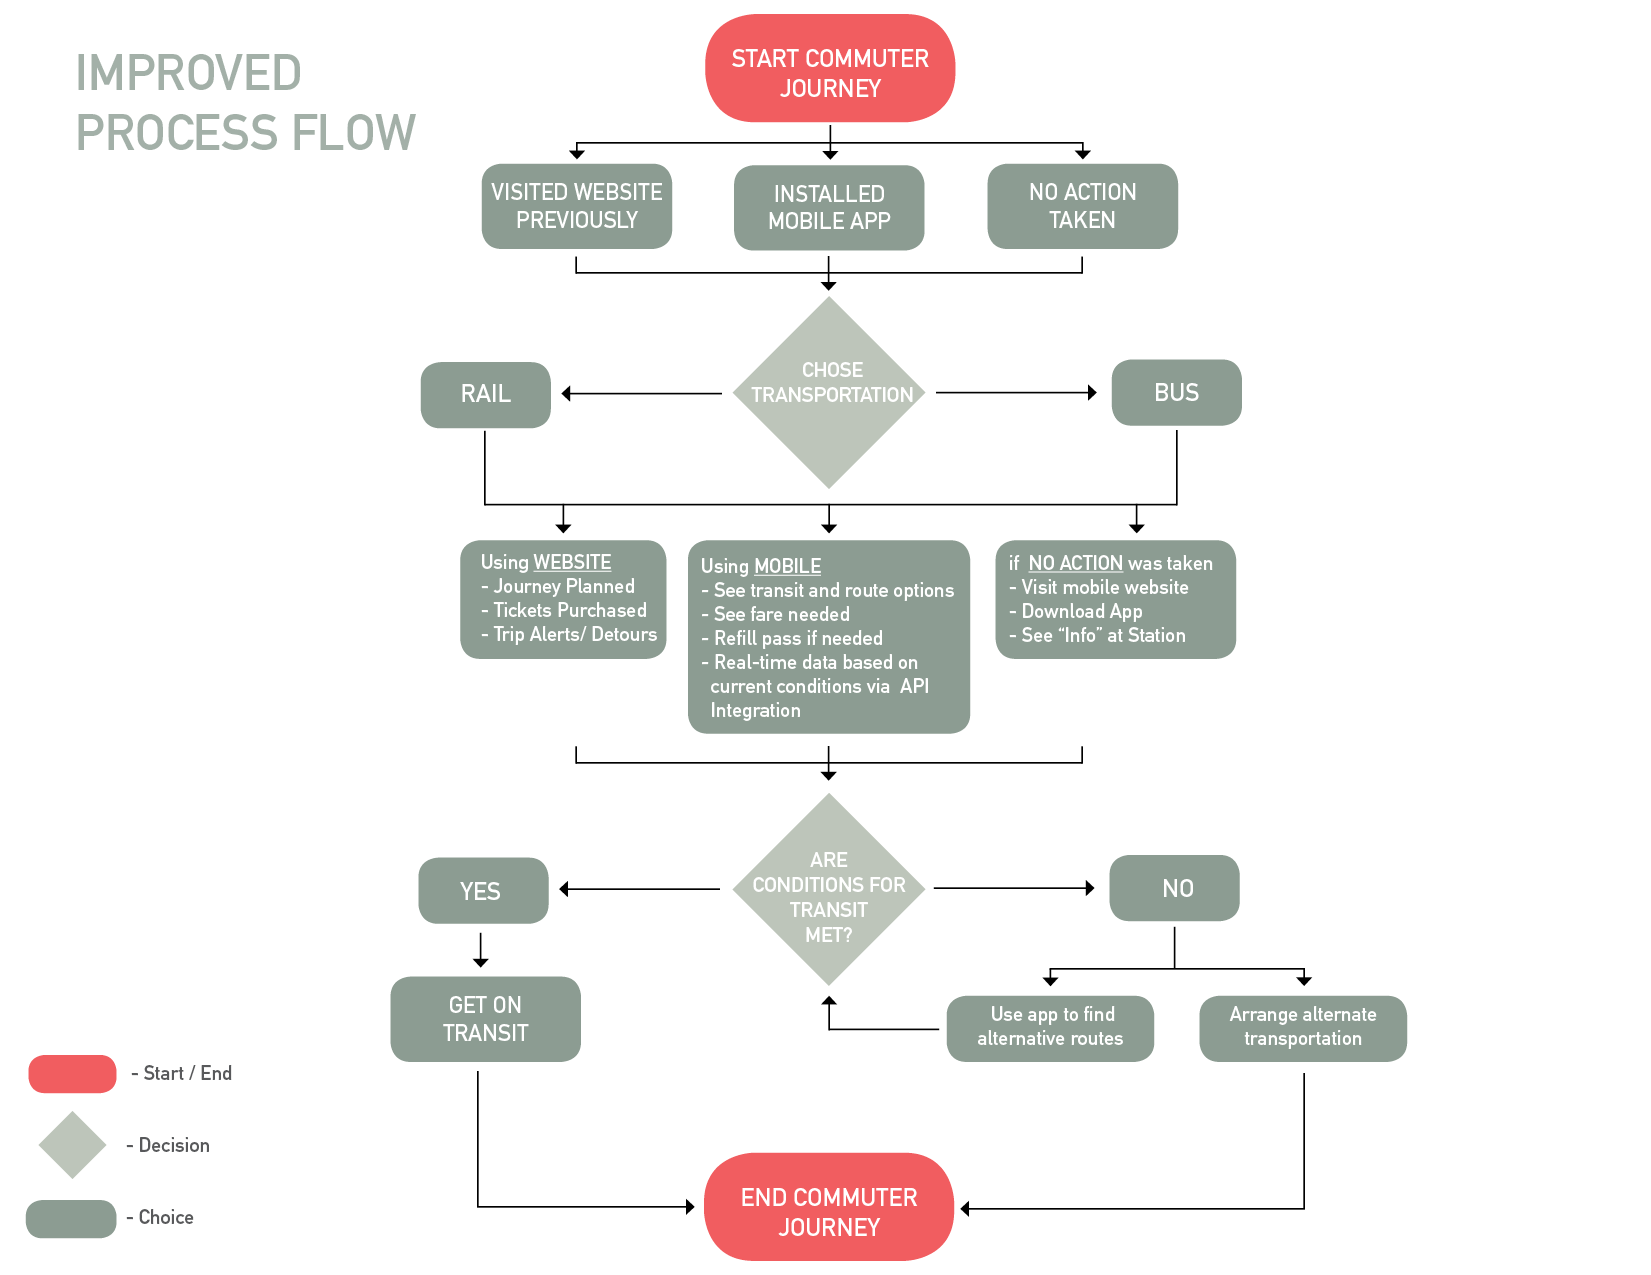 IMPROVED
PROCESS FLOW
START COMMUTER
JOURNEY
VISITED WEBSITE
PREVIOUSLY
INSTALLED
MOBILE APP
NO ACTION
TAKEN
CHOSE
TRANSPORTATION
RAIL
BUS
Using WEBSITE
- Journey Planned
- Tickets Purchased
- Trip Alerts/ Detours
Using MOBILE
- See transit and route options
- See fare needed
- Refill pass if needed
- Real-time data based on
current conditions via API
Integration
if NO ACTION was taken
- Visit mobile website
- Download App
- See “Info” at Station
ARE
CONDITIONS FOR
TRANSIT
MET?
YES
NO
GET ON
TRANSIT
Use app to find
alternative routes
Arrange alternate
transportation
- Start / End
- Decision
- Choice
END COMMUTER
JOURNEY